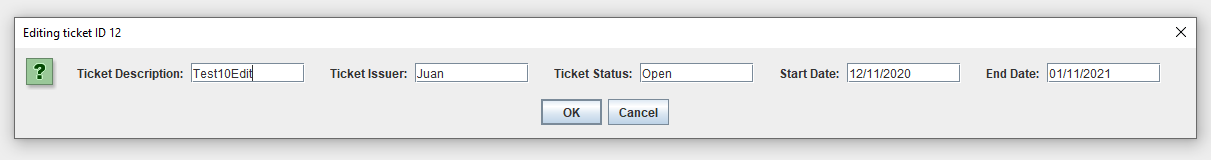 Editing ticket ID 12
? Ticket Description: Test10Edit Ticket Issuer: Juan Ticket Status: Open Start Date: 12/11/2020 End Date: 01/11/2021
OK Cancel